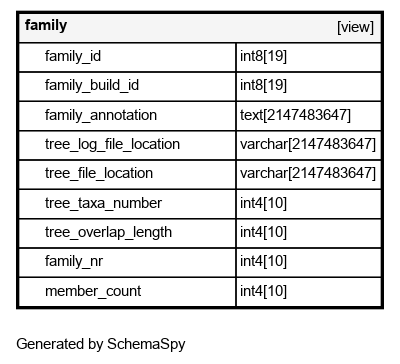 family [view]
family_id int8[19]
family_build_id int8[19]
family_annotation text[2147483647]
tree_log_file_location varchar[2147483647]
tree_file_location varchar[2147483647]
tree_taxa_number int4[10]
tree_overlap_length int4[10]
family_nr int4[10]
member_count int4[10]
Generated by SchemaSpy